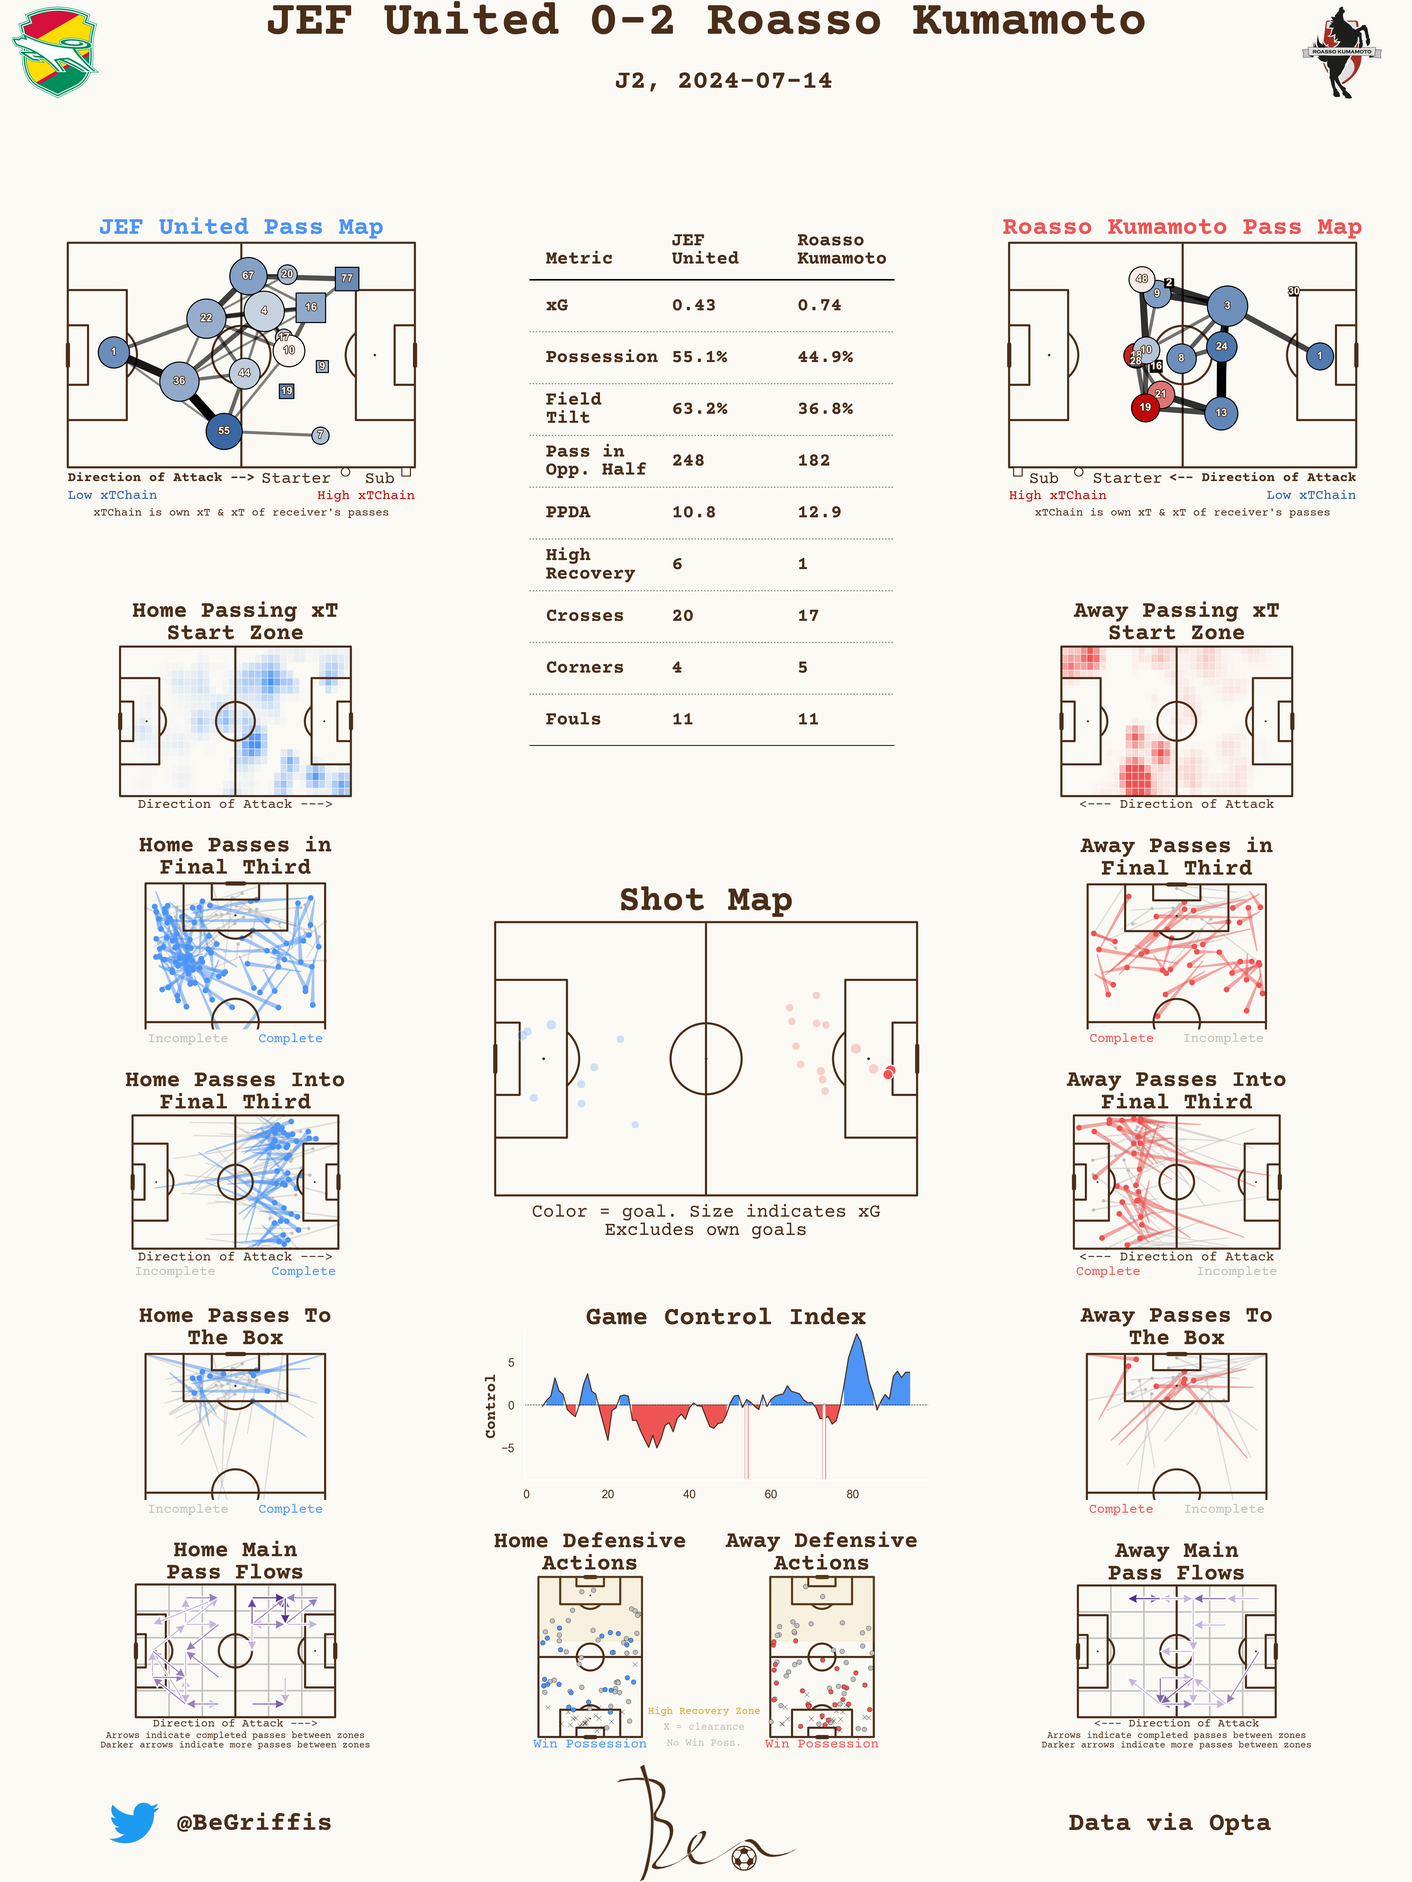 JEF United 0-2 Roasso Kumamoto
J2, 2024-07-14
ROASSO KUMAMOTO
JEF United Pass Map
67
20
77
4
16
22
17
10
1
9
36
44
19
55
7
Direction of Attack --> Starter Sub
Low xTChain High xTChain
xTChain is own xT & xT of receiver's passes
Metric JEF United Roasso Kumamoto
xG 0.43 0.74
Possession 55.1% 44.9%
Field Tilt 63.2% 36.8%
Pass in Opp. Half 248 182
PPDA 10.8 12.9
High Recovery 6 1
Crosses 20 17
Corners 4 5
Fouls 11 11
Roasso Kumamoto Pass Map
48
2
9
30
3
10
24
28
8
1
16
21
19
13
Sub Starter <-- Direction of Attack
High xTChain Low xTChain
xTChain is own xT & xT of receiver's passes
Home Passing xT
Start Zone
Direction of Attack --->
Away Passing xT
Start Zone
<--- Direction of Attack
Home Passes in
Final Third
Incomplete Complete
Away Passes in
Final Third
Complete Incomplete
Shot Map
Color = goal. Size indicates xG
Excludes own goals
Home Passes Into
Final Third
Direction of Attack --->
Incomplete Complete
Away Passes Into
Final Third
<--- Direction of Attack
Complete Incomplete
Home Passes To
The Box
Incomplete Complete
Game Control Index
Control
5
0
−5
0 20 40 60 80
Away Passes To
The Box
Complete Incomplete
Home Main
Pass Flows
Direction of Attack --->
Arrows indicate completed passes between zones
Darker arrows indicate more passes between zones
Home Defensive
Actions
Win Possession
High Recovery Zone
X = clearance
No Win Poss.
Away Defensive
Actions
Win Possession
Away Main
Pass Flows
<--- Direction of Attack
Arrows indicate completed passes between zones
Darker arrows indicate more passes between zones
@BeGriffis
Ben
Data via Opta